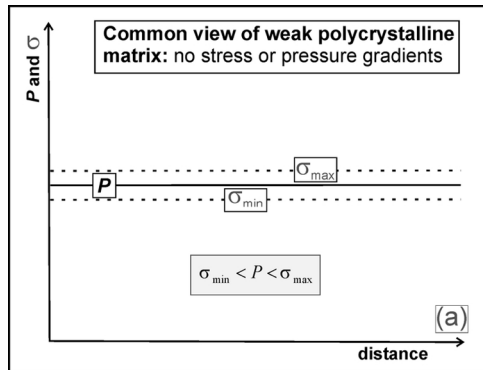 Common view of weak polycrystalline
matrix: no stress or pressure gradients
P and σ
σmax
P
σmin
σmin < P < σmax
(a)
distance